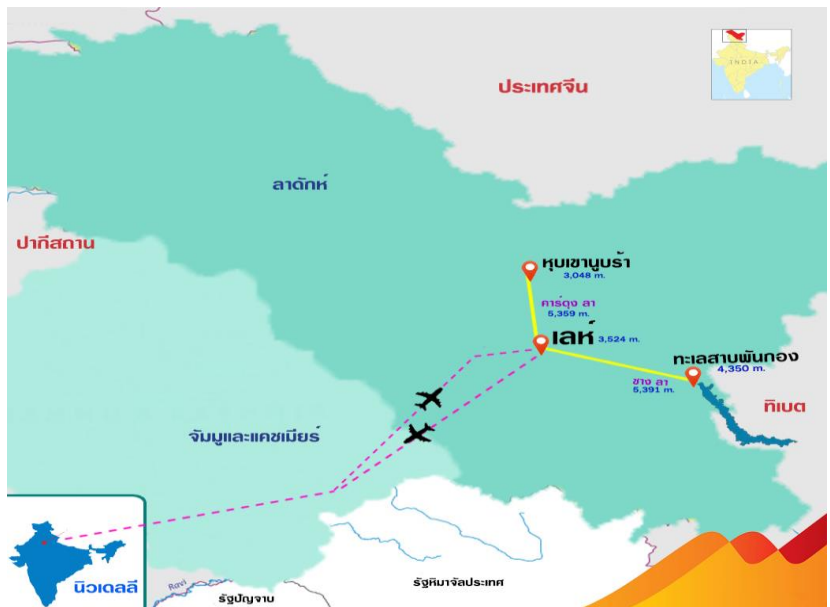 INDIA
ประเทศจีน
ลาดักห์
ปากีสถาน
หุบเขานูบร้า
3,048 m.
คาร์ดุง ลา
5,359 m.
เลห์ 3,524 m.
ทะเลสาบพันกอง
4,350 m.
ชาง ลา
5,391 m.
ทิเบต
จัมมูและแคชเมียร์
นิวเดลลี
Ravi
รัฐปัญจาบ
รัฐหิมาจัลประเทศ